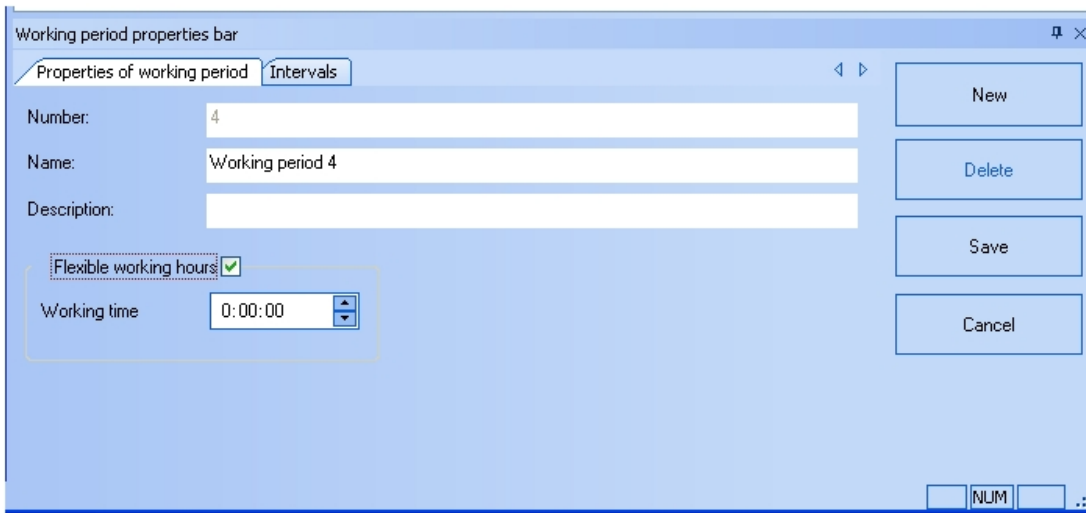 Working period properties bar
Properties of working period Intervals
New
Number: 4
Name: Working period 4
Delete
Description:
Save
Flexible working hours
Working time 0:00:00
Cancel
NUM